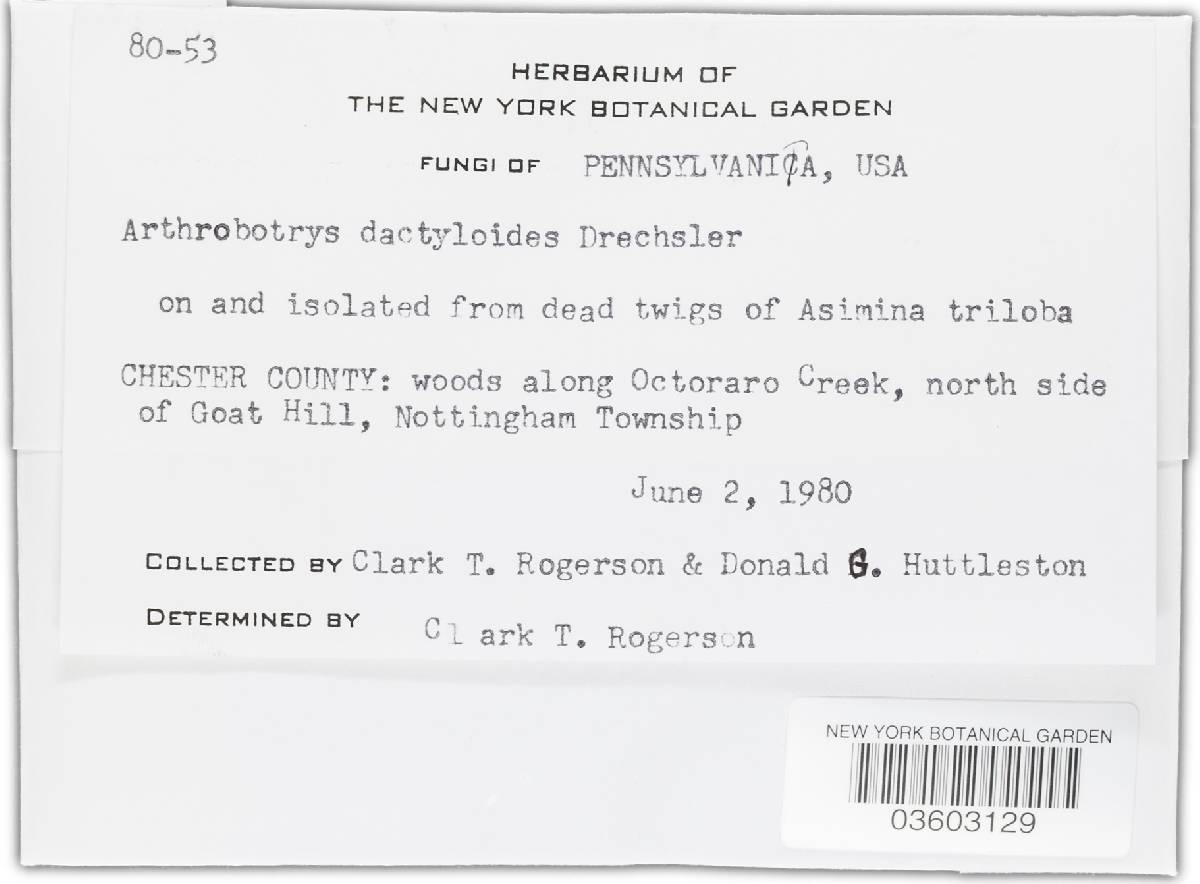 80-53
HERBARIUM OF
THE NEW YORK BOTANICAL GARDEN
FUNGI OF PENNSYLVANIA, USA
Arthrobotrys dactyloides Drechsler
on and isolated from dead twigs of Asimina triloba
CHESTER COUNTY: woods along Octoraro Creek, north side
of Goat Hill, Nottingham Township
June 2, 1980
COLLECTED BY Clark T. Rogerson & Donald G. Huttleston
DETERMINED BY Clark T. Rogerson
NEW YORK BOTANICAL GARDEN
03603129